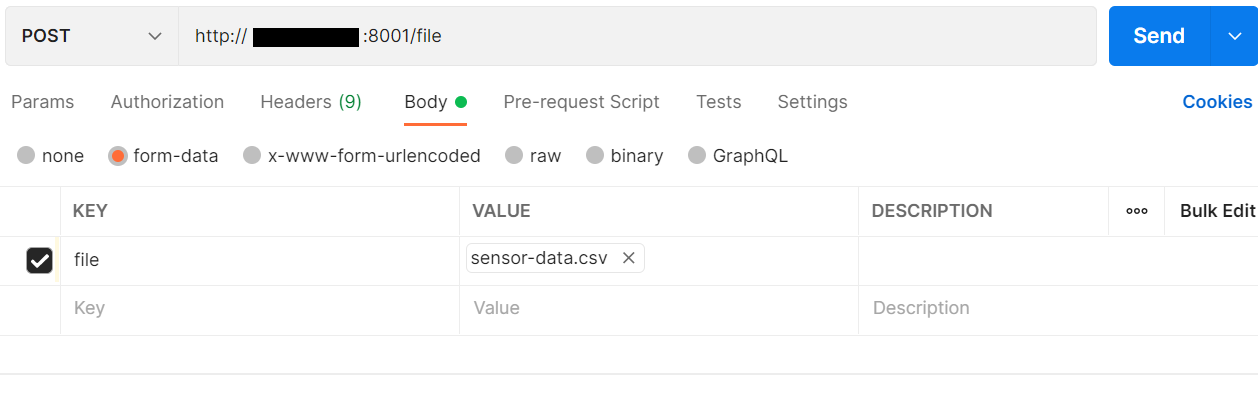 POST http:// :8001/file Send
Params Authorization Headers (9) Body Pre-request Script Tests Settings Cookies
none form-data x-www-form-urlencoded raw binary GraphQL
KEY VALUE DESCRIPTION ooo Bulk Edit
file sensor-data.csv ×
Key Value Description